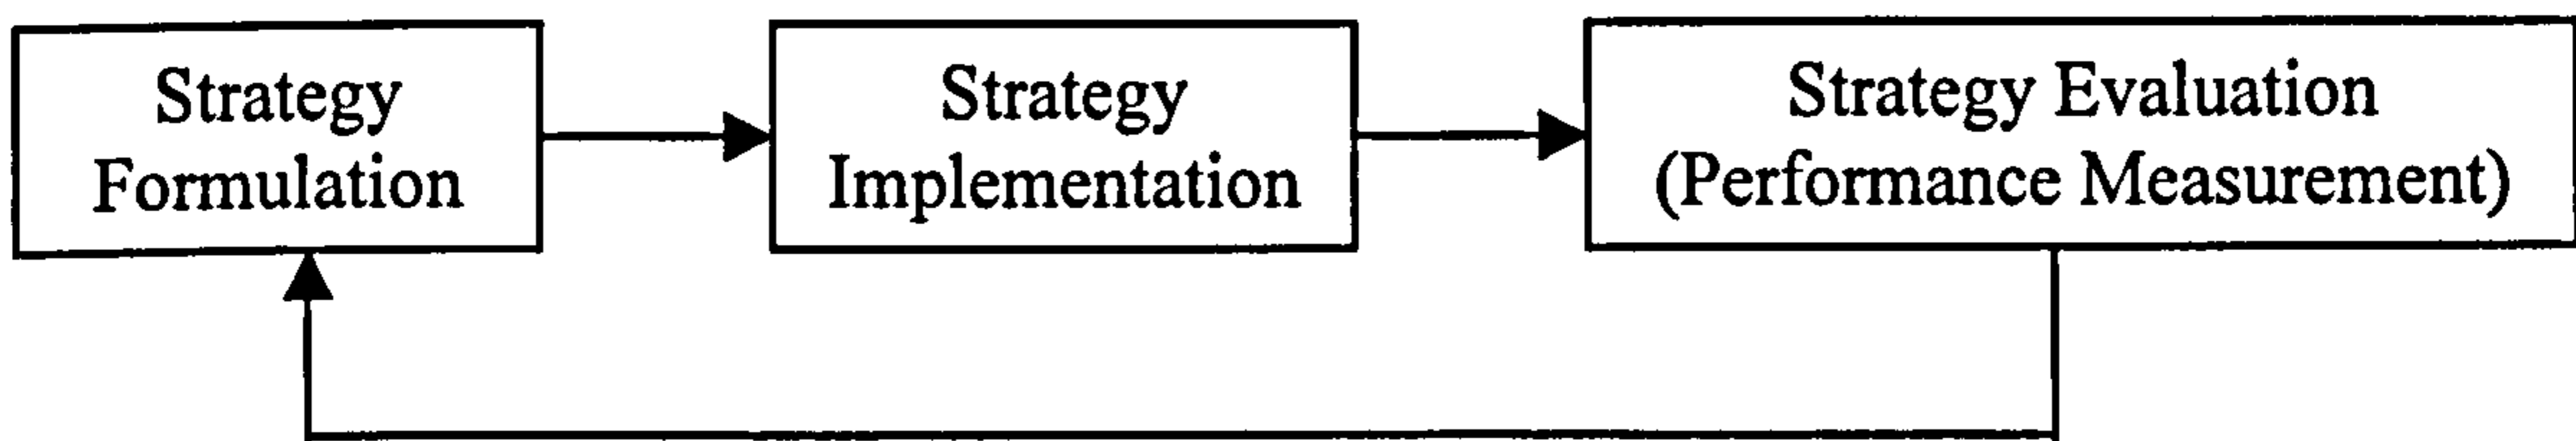 Strategy
Formulation
Strategy
Implementation
Strategy Evaluation
(Performance Measurement)